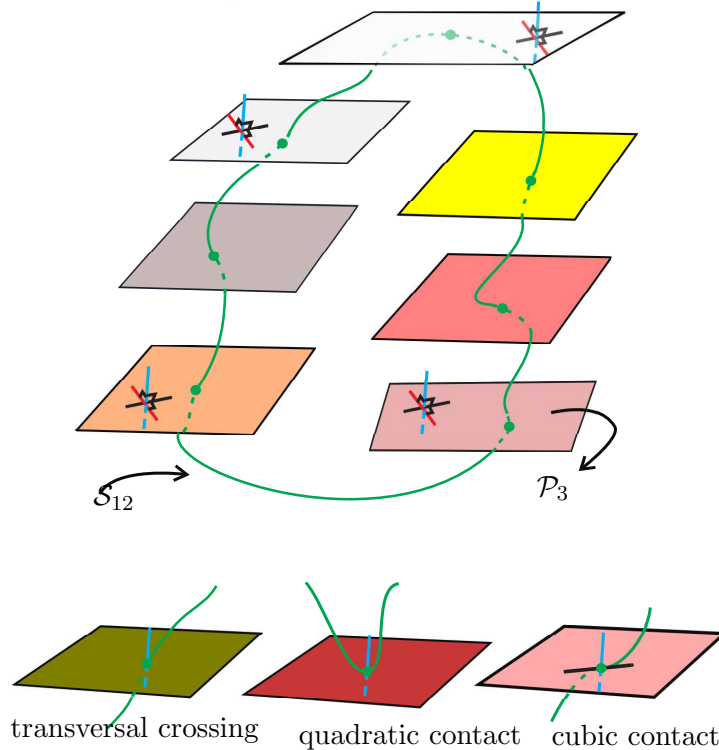 𝒮₁₂
𝒫₃
transversal crossing
quadratic contact
cubic contact